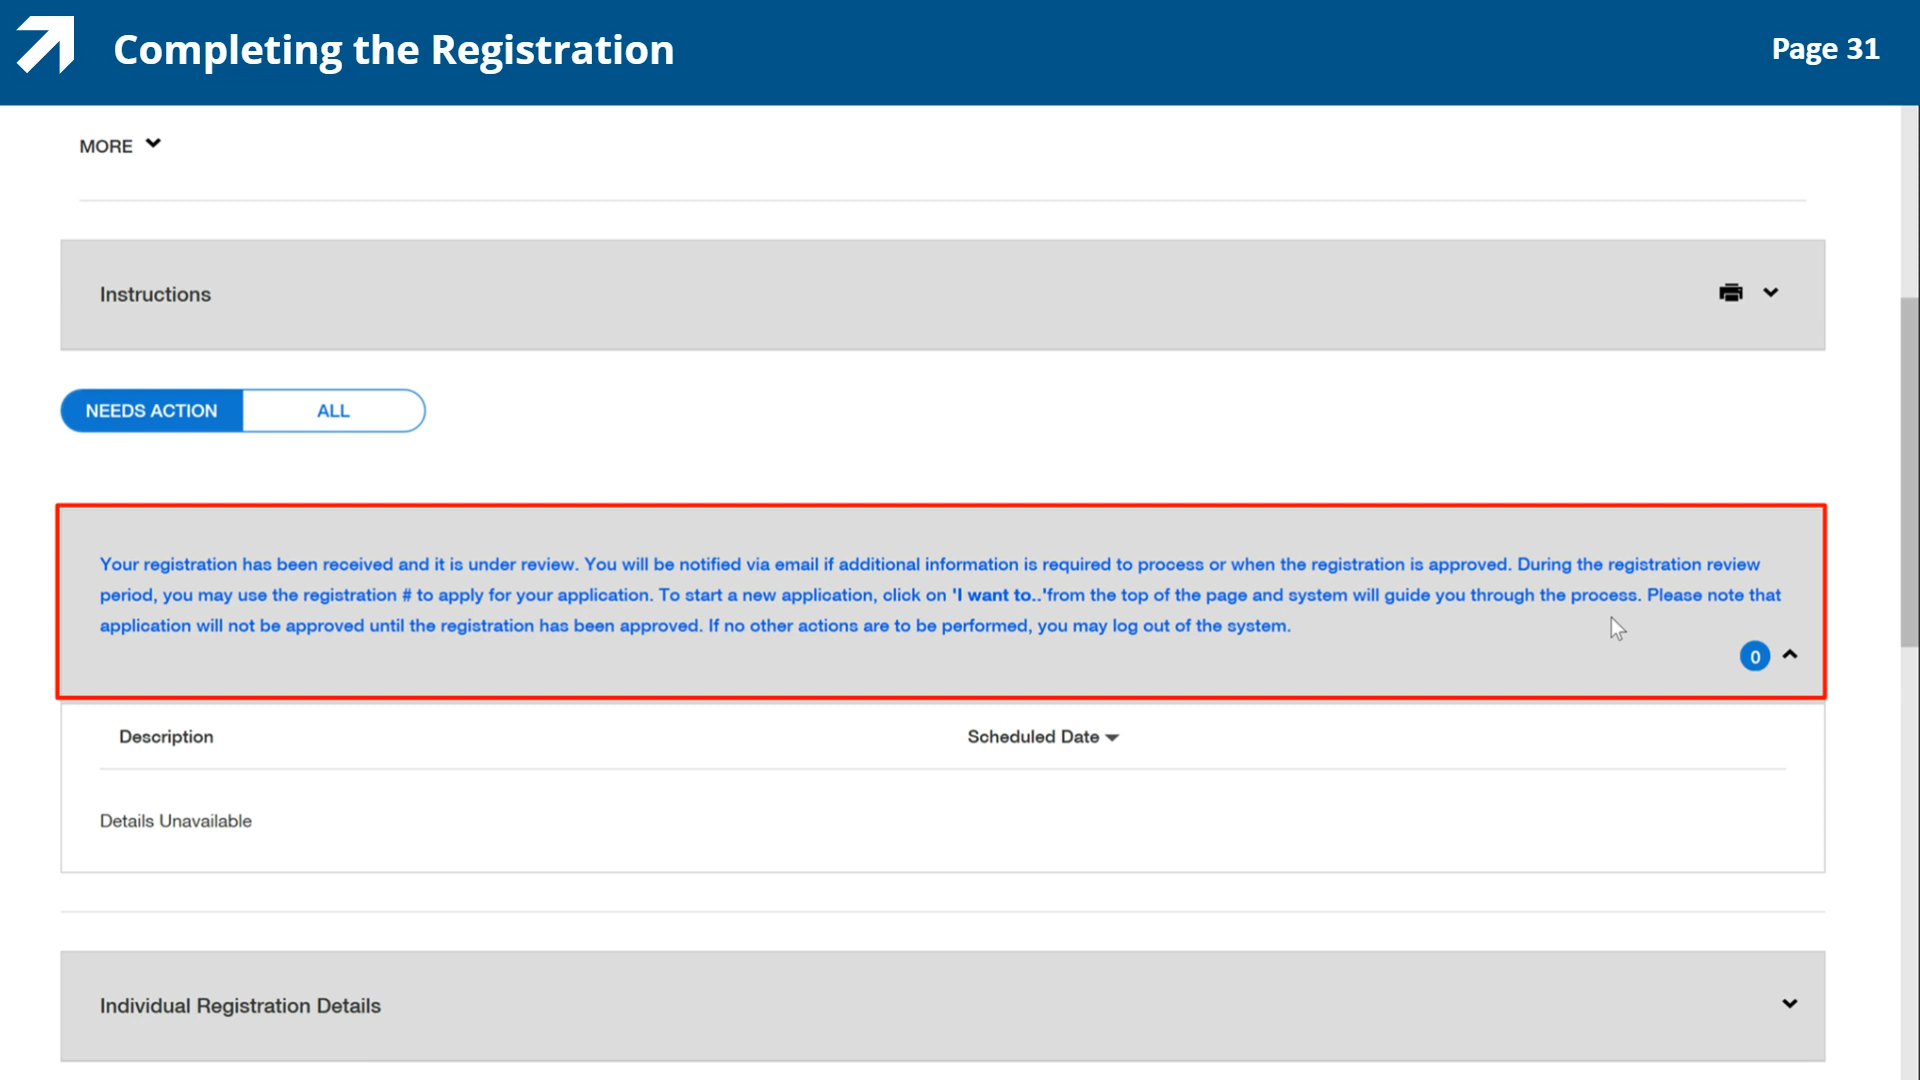 Completing the Registration
Page 31
MORE
Instructions
NEEDS ACTION
ALL
Your registration has been received and it is under review. You will be notified via email if additional information is required to process or when the registration is approved. During the registration review
period, you may use the registration # to apply for your application. To start a new application, click on 'I want to..'from the top of the page and system will guide you through the process. Please note that
application will not be approved until the registration has been approved. If no other actions are to be performed, you may log out of the system.
0
Description
Scheduled Date
Details Unavailable
Individual Registration Details